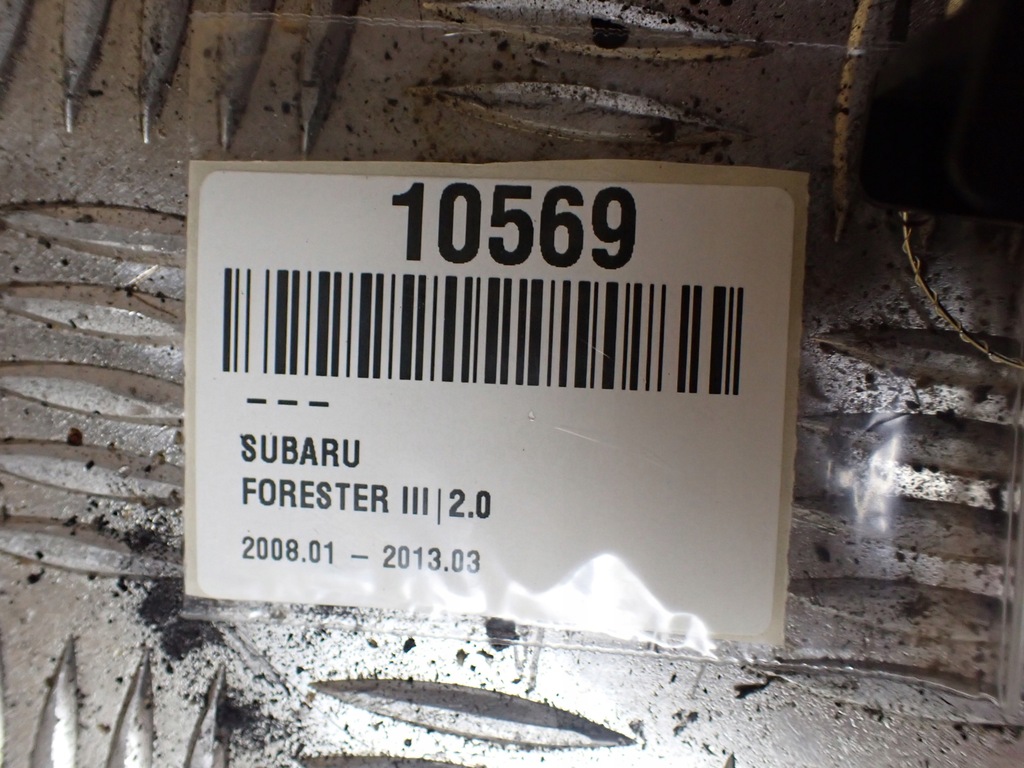 10569
– – –
SUBARU
FORESTER III|2.0
2008.01 – 2013.03